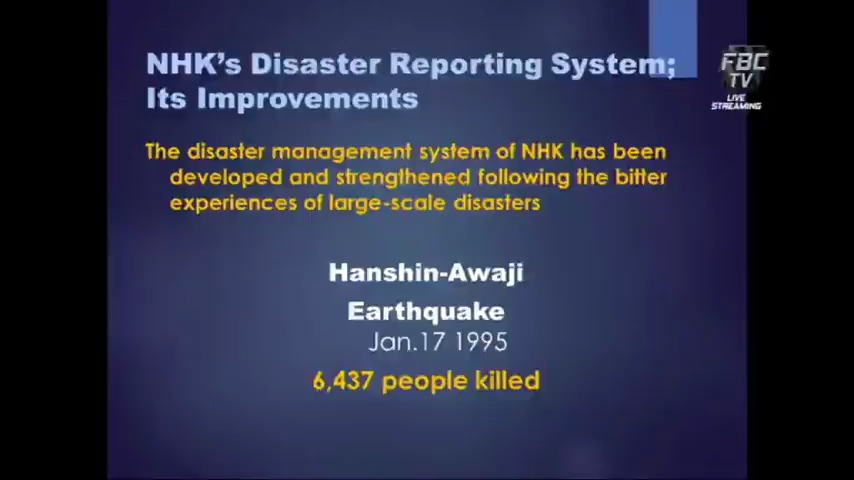 NHK's Disaster Reporting System;
Its Improvements
FBC
TV
LIVE
STREAMING
The disaster management system of NHK has been
developed and strengthened following the bitter
experiences of large-scale disasters
Hanshin-Awaji
Earthquake
Jan.17 1995
6,437 people killed